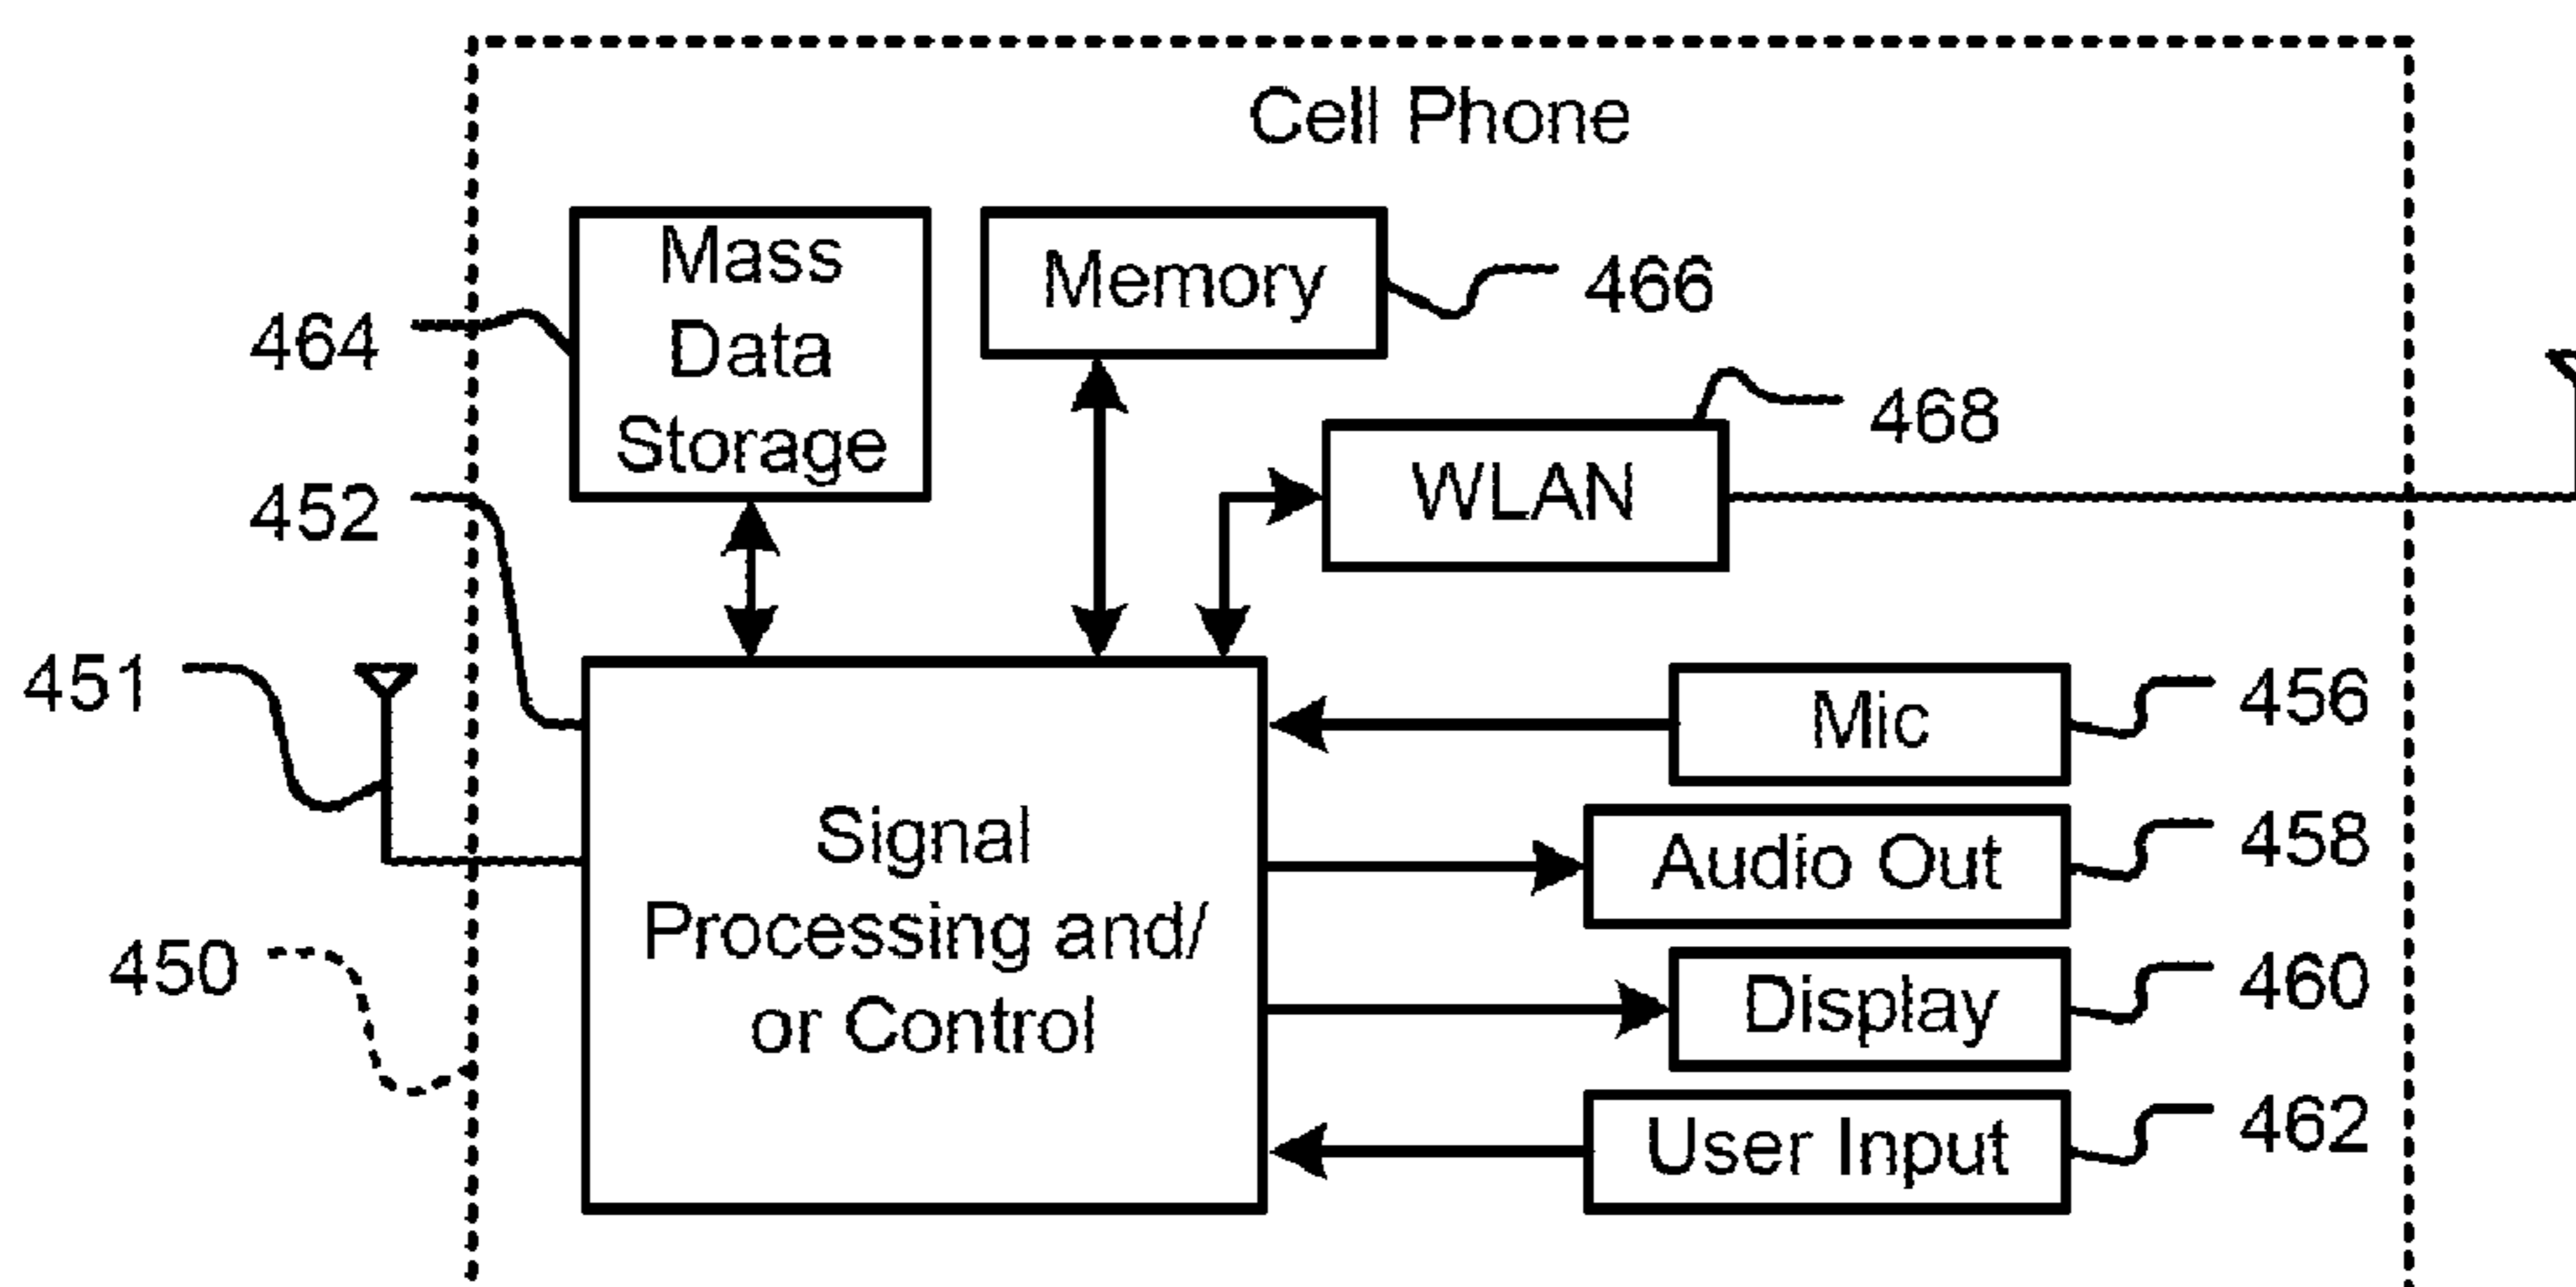 Cell Phone
Mass
Data
Storage
Memory
466
464
468
WLAN
452
451
Mic
456
Signal
Processing and/
or Control
Audio Out
458
450
Display
460
User Input
462